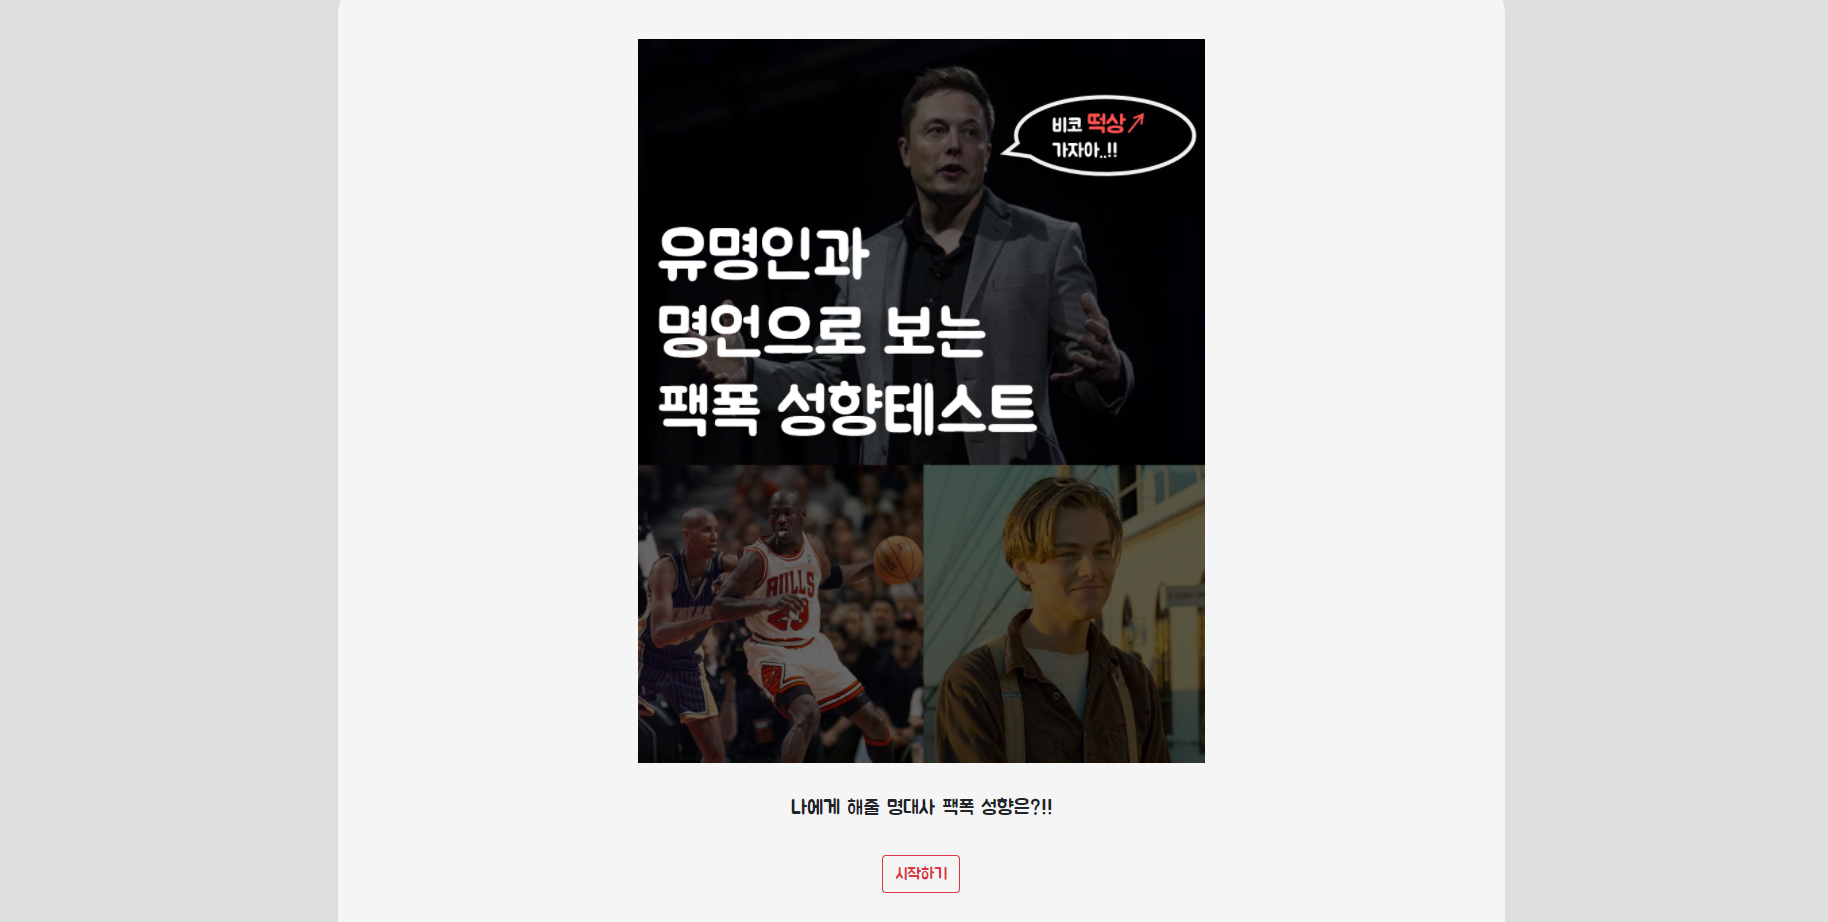 비코 떡상↗
가자아..!!
유명인과
명언으로 보는
팩폭 성향테스트
BULLS
23
나에게 해줄 명대사 팩폭 성향은?!!
시작하기